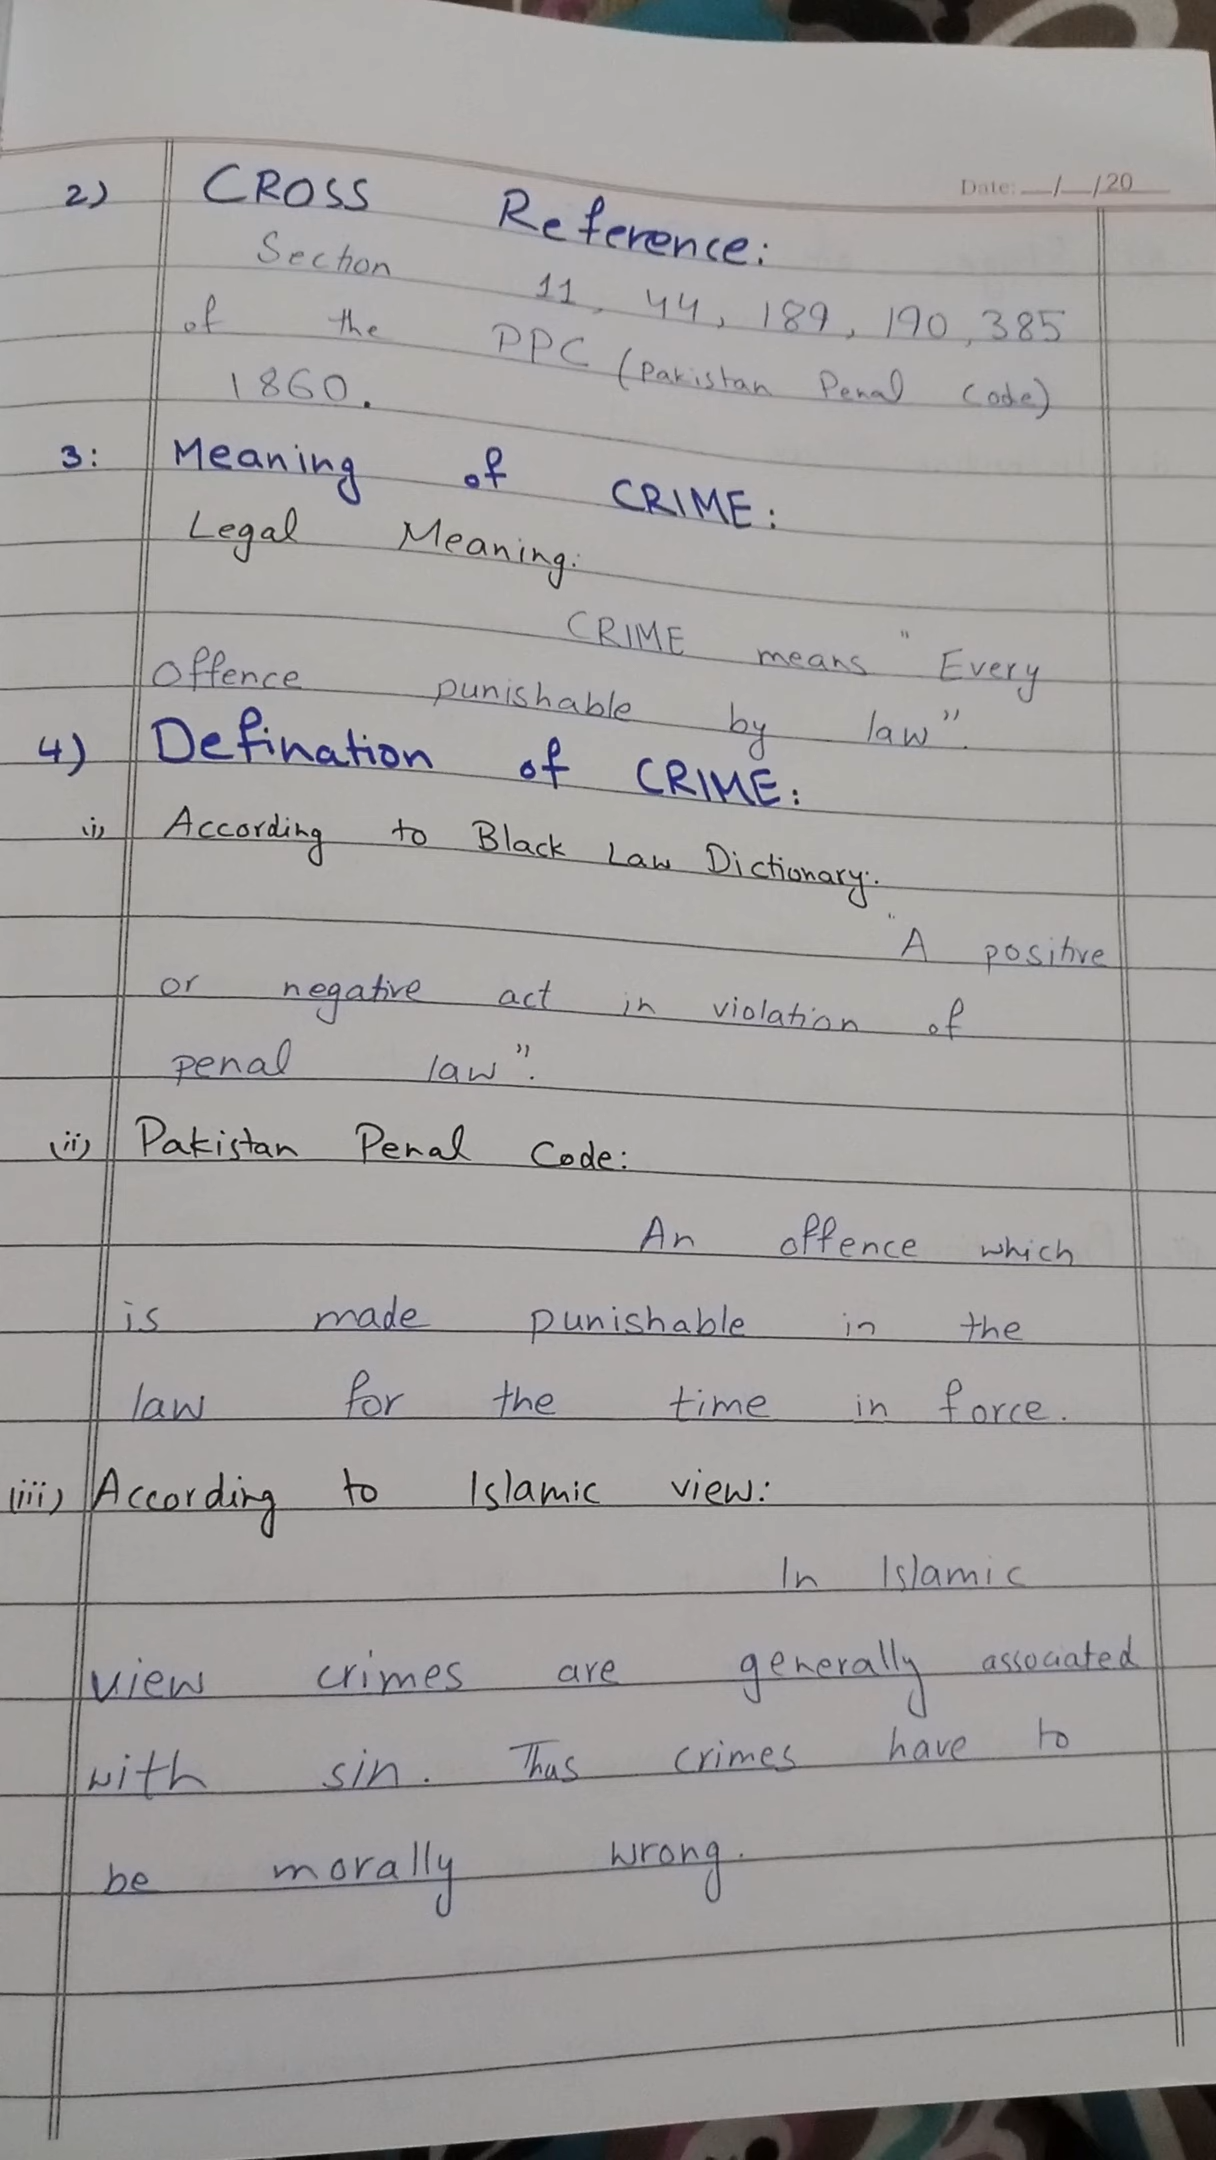 Date: __/__/20__
2) CROSS Reference:
Section 11, 44, 189, 190, 385
of the PPC (Pakistan Penal Code)
1860.
3: Meaning of CRIME:
Legal Meaning:
CRIME means "Every
offence punishable by law".
4) Defination of CRIME:
(i) According to Black Law Dictionary:
"A positive
or negative act in violation of
penal law".
(ii) Pakistan Penal Code:
An offence which
is made punishable in the
law for the time in force.
(iii) According to Islamic view:
In Islamic
view crimes are generally associated
with sin. Thus crimes have to
be morally wrong.